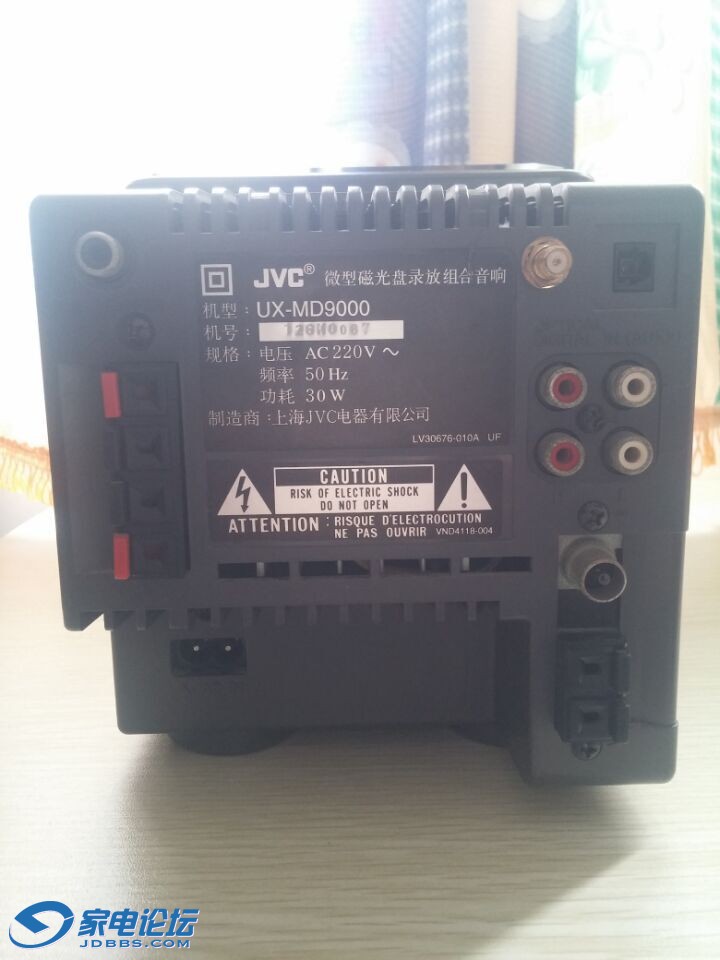 JVC® 微型磁光盘录放组合音响
机型: UX-MD9000
机号:
规格: 电压 AC 220V ～
频率 50 Hz
功耗 30 W
制造商: 上海JVC电器有限公司
LV30676-010A UF
CAUTION
RISK OF ELECTRIC SHOCK
DO NOT OPEN
ATTENTION : RISQUE D'ELECTROCUTION
NE PAS OUVRIR VND4118-004
家电论坛
JDBBS.COM